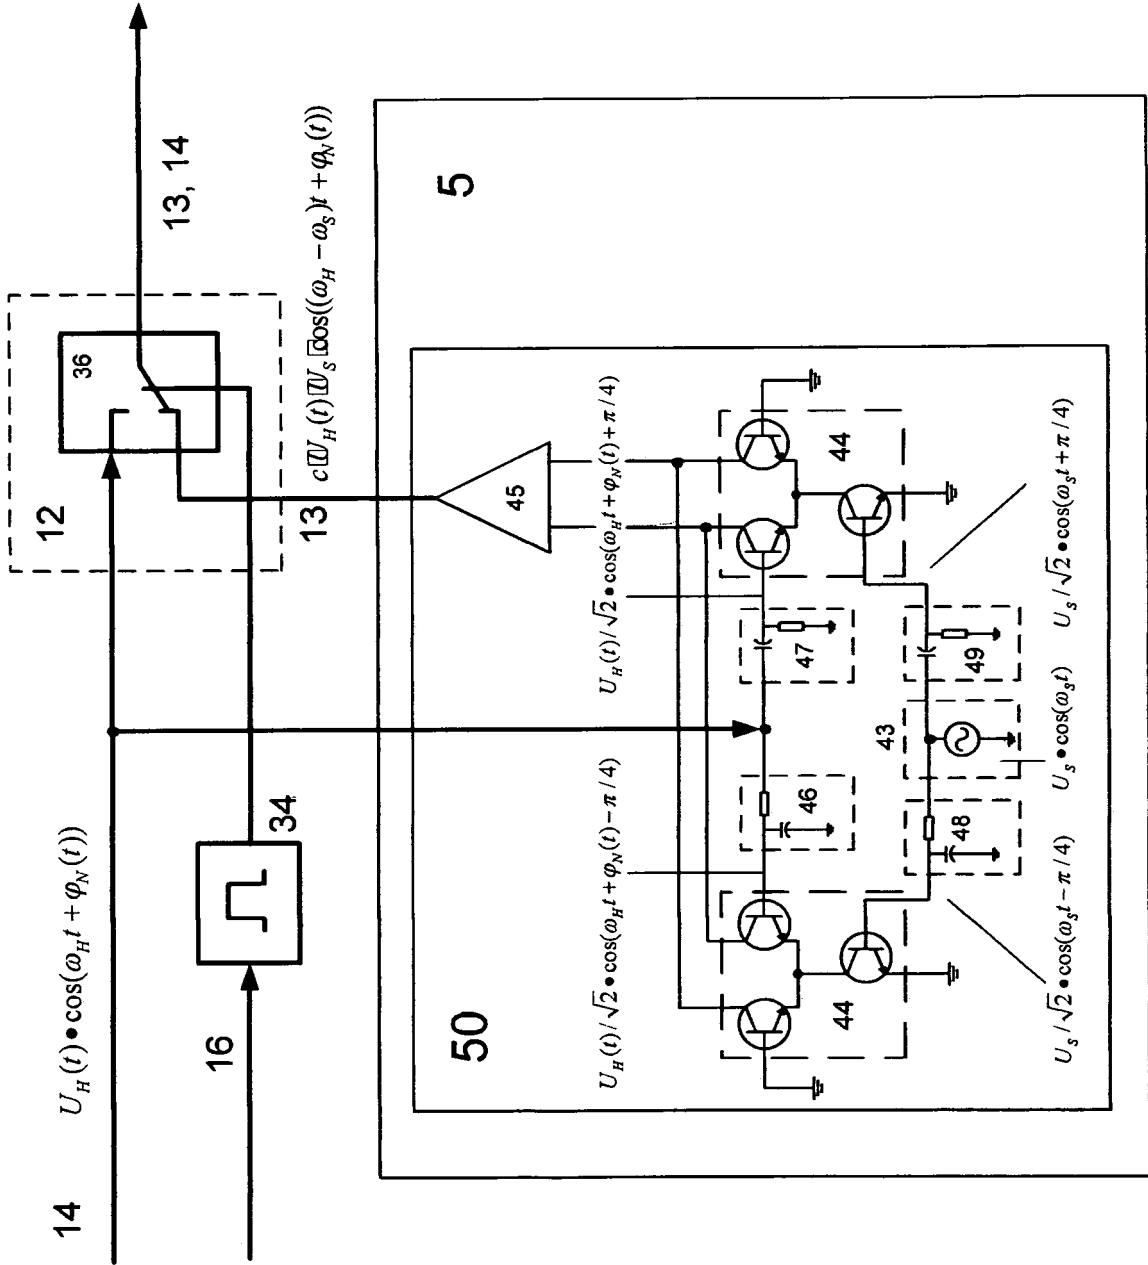 14
U_H(t)•cos(ω_H t+φ_N(t))
16
34
12
36
13, 14
13
c□U_H(t)□U_S□cos((ω_H−ω_S)t+φ_N(t))
5
50
45
U_H(t)/√2•cos(ω_H t+φ_N(t)−π/4)
U_H(t)/√2•cos(ω_H t+φ_N(t)+π/4)
44
46
47
44
48
43
49
U_S/√2•cos(ω_S t−π/4)
U_S•cos(ω_S t)
U_S/√2•cos(ω_S t+π/4)